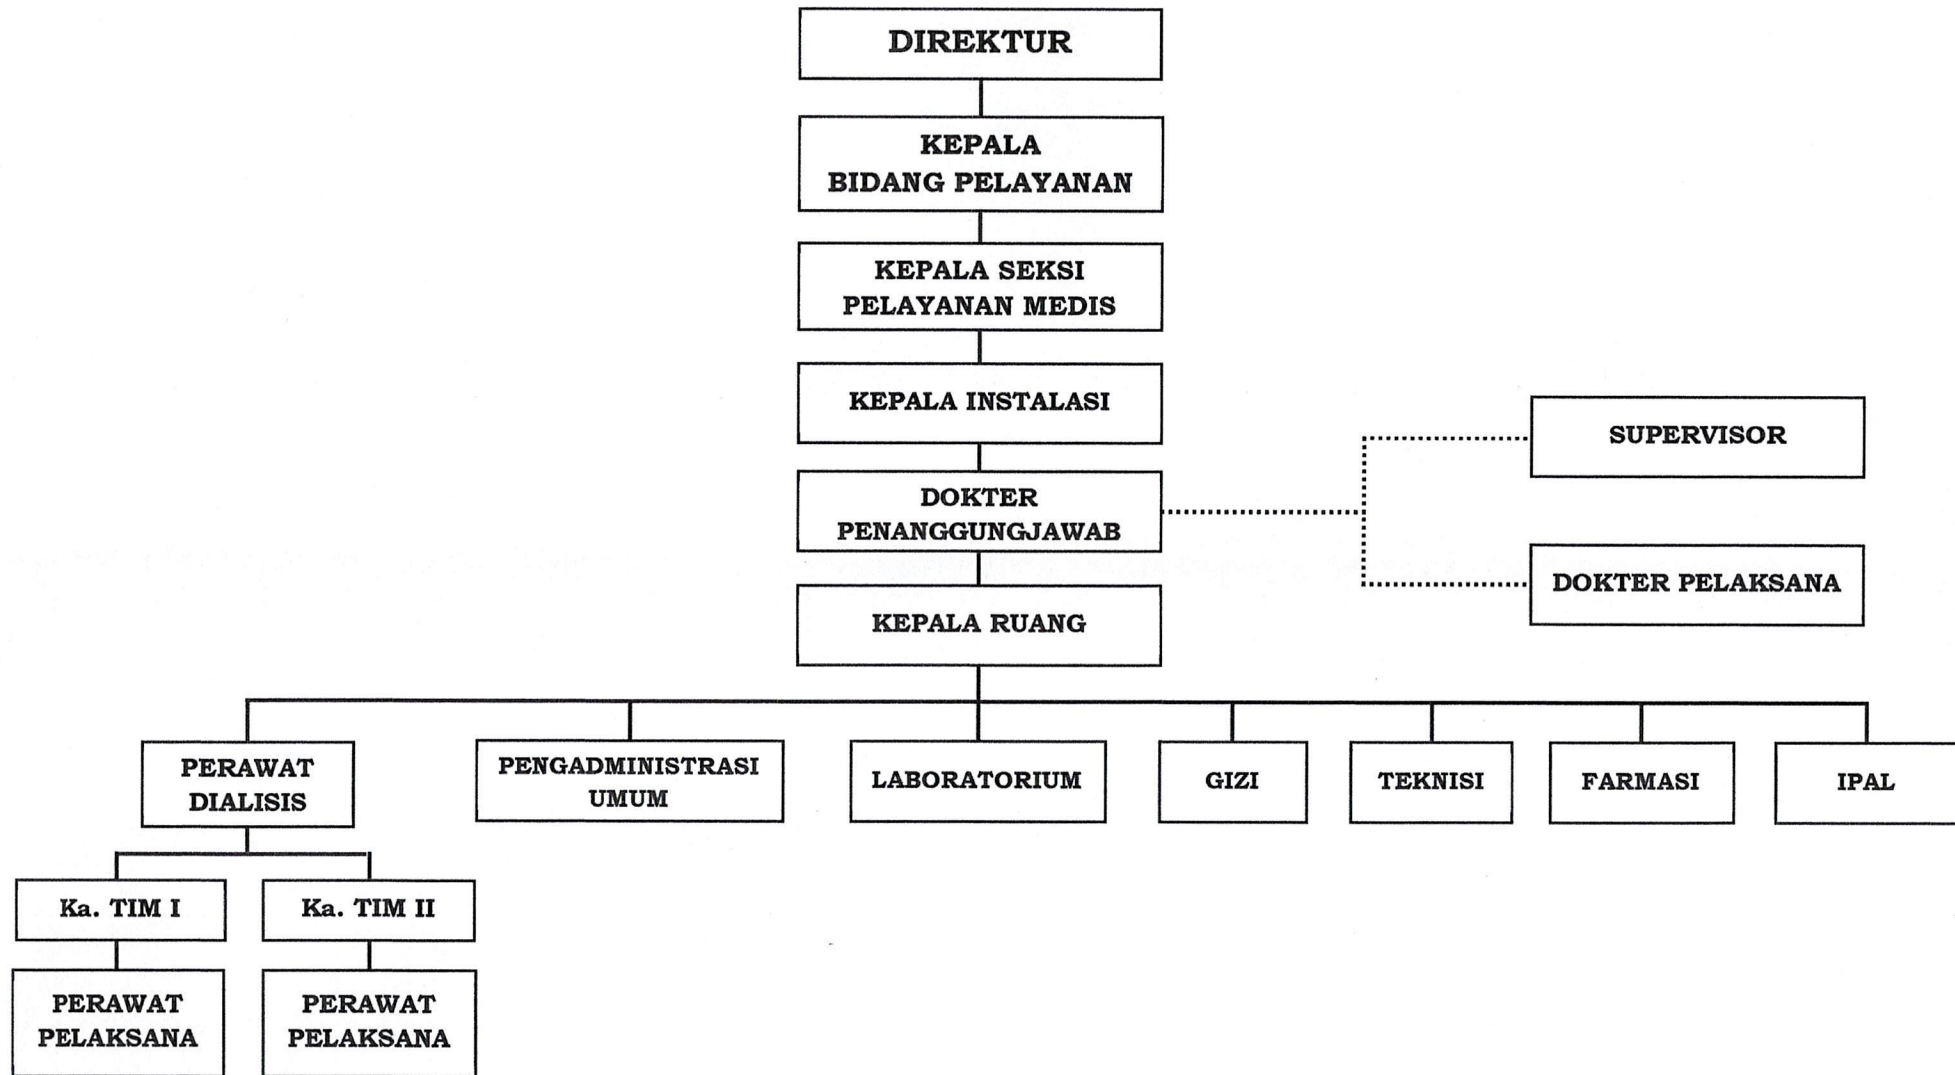 DIREKTUR
KEPALA
BIDANG PELAYANAN
KEPALA SEKSI
PELAYANAN MEDIS
KEPALA INSTALASI
SUPERVISOR
DOKTER
PENANGGUNGJAWAB
DOKTER PELAKSANA
KEPALA RUANG
PERAWAT
DIALISIS
PENGADMINISTRASI
UMUM
LABORATORIUM
GIZI
TEKNISI
FARMASI
IPAL
Ka. TIM I
Ka. TIM II
PERAWAT
PELAKSANA
PERAWAT
PELAKSANA